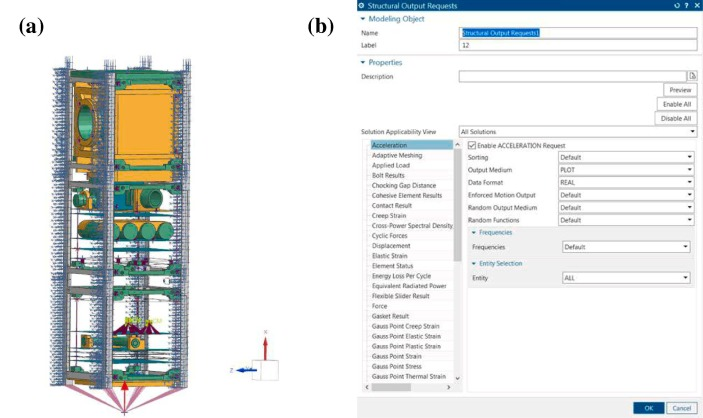 (a)
(b)
Structural Output Requests
Modeling Object
Name
Structural Output Requests1
Label
12
Properties
Description
Preview
Enable All
Disable All
Solution Applicability View
All Solutions
Acceleration
Adaptive Meshing
Applied Load
Bolt Results
Chocking Gap Distance
Cohesive Element Results
Contact Result
Creep Strain
Cross-Power Spectral Density
Cyclic Forces
Displacement
Elastic Strain
Element Status
Energy Loss Per Cycle
Equivalent Radiated Power
Flexible Slider Result
Force
Gasket Result
Gauss Point Creep Strain
Gauss Point Elastic Strain
Gauss Point Plastic Strain
Gauss Point Strain
Gauss Point Stress
Gauss Point Thermal Strain
Enable ACCELERATION Request
Sorting
Default
Output Medium
PLOT
Data Format
REAL
Enforced Motion Output
Default
Random Output Medium
Default
Random Functions
Default
Frequencies
Frequencies
Default
Entity Selection
Entity
ALL
OK
Cancel
X
Z